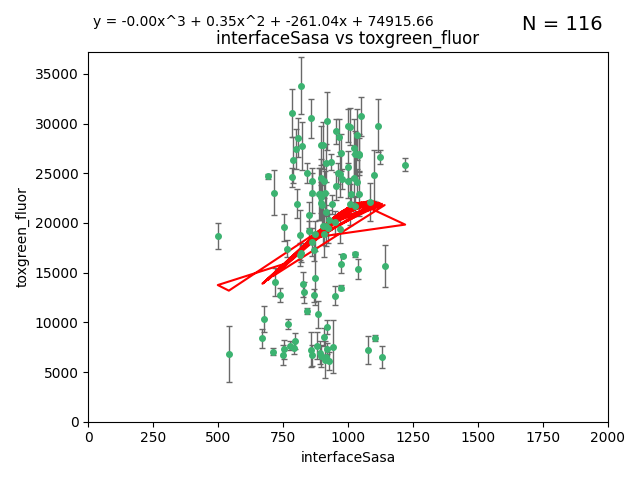 y = -0.00x^3 + 0.35x^2 + -261.04x + 74915.66
N = 116
interfaceSasa vs toxgreen_fluor
35000
30000
25000
20000
15000
10000
5000
0
toxgreen_fluor
0 250 500 750 1000 1250 1500 1750 2000
interfaceSasa